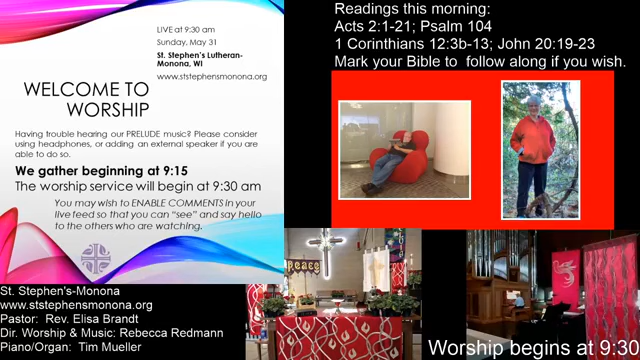 LIVE at 9:30 am
Sunday, May 31
St. Stephen's Lutheran-
Monona, WI
www.ststephensmonona.org
WELCOME TO
WORSHIP
Having trouble hearing our PRELUDE music? Please consider
using headphones, or adding an external speaker if you are
able to do so.
We gather beginning at 9:15
The worship service will begin at 9:30 am
You may wish to ENABLE COMMENTS in your
live feed so that you can “see” and say hello
to the others who are watching.
St. Stephen's-Monona
www.ststephensmonona.org
Pastor: Rev. Elisa Brandt
Dir. Worship & Music: Rebecca Redmann
Piano/Organ: Tim Mueller
Readings this morning:
Acts 2:1-21; Psalm 104
1 Corinthians 12:3b-13; John 20:19-23
Mark your Bible to follow along if you wish.
Peace
Worship begins at 9:30